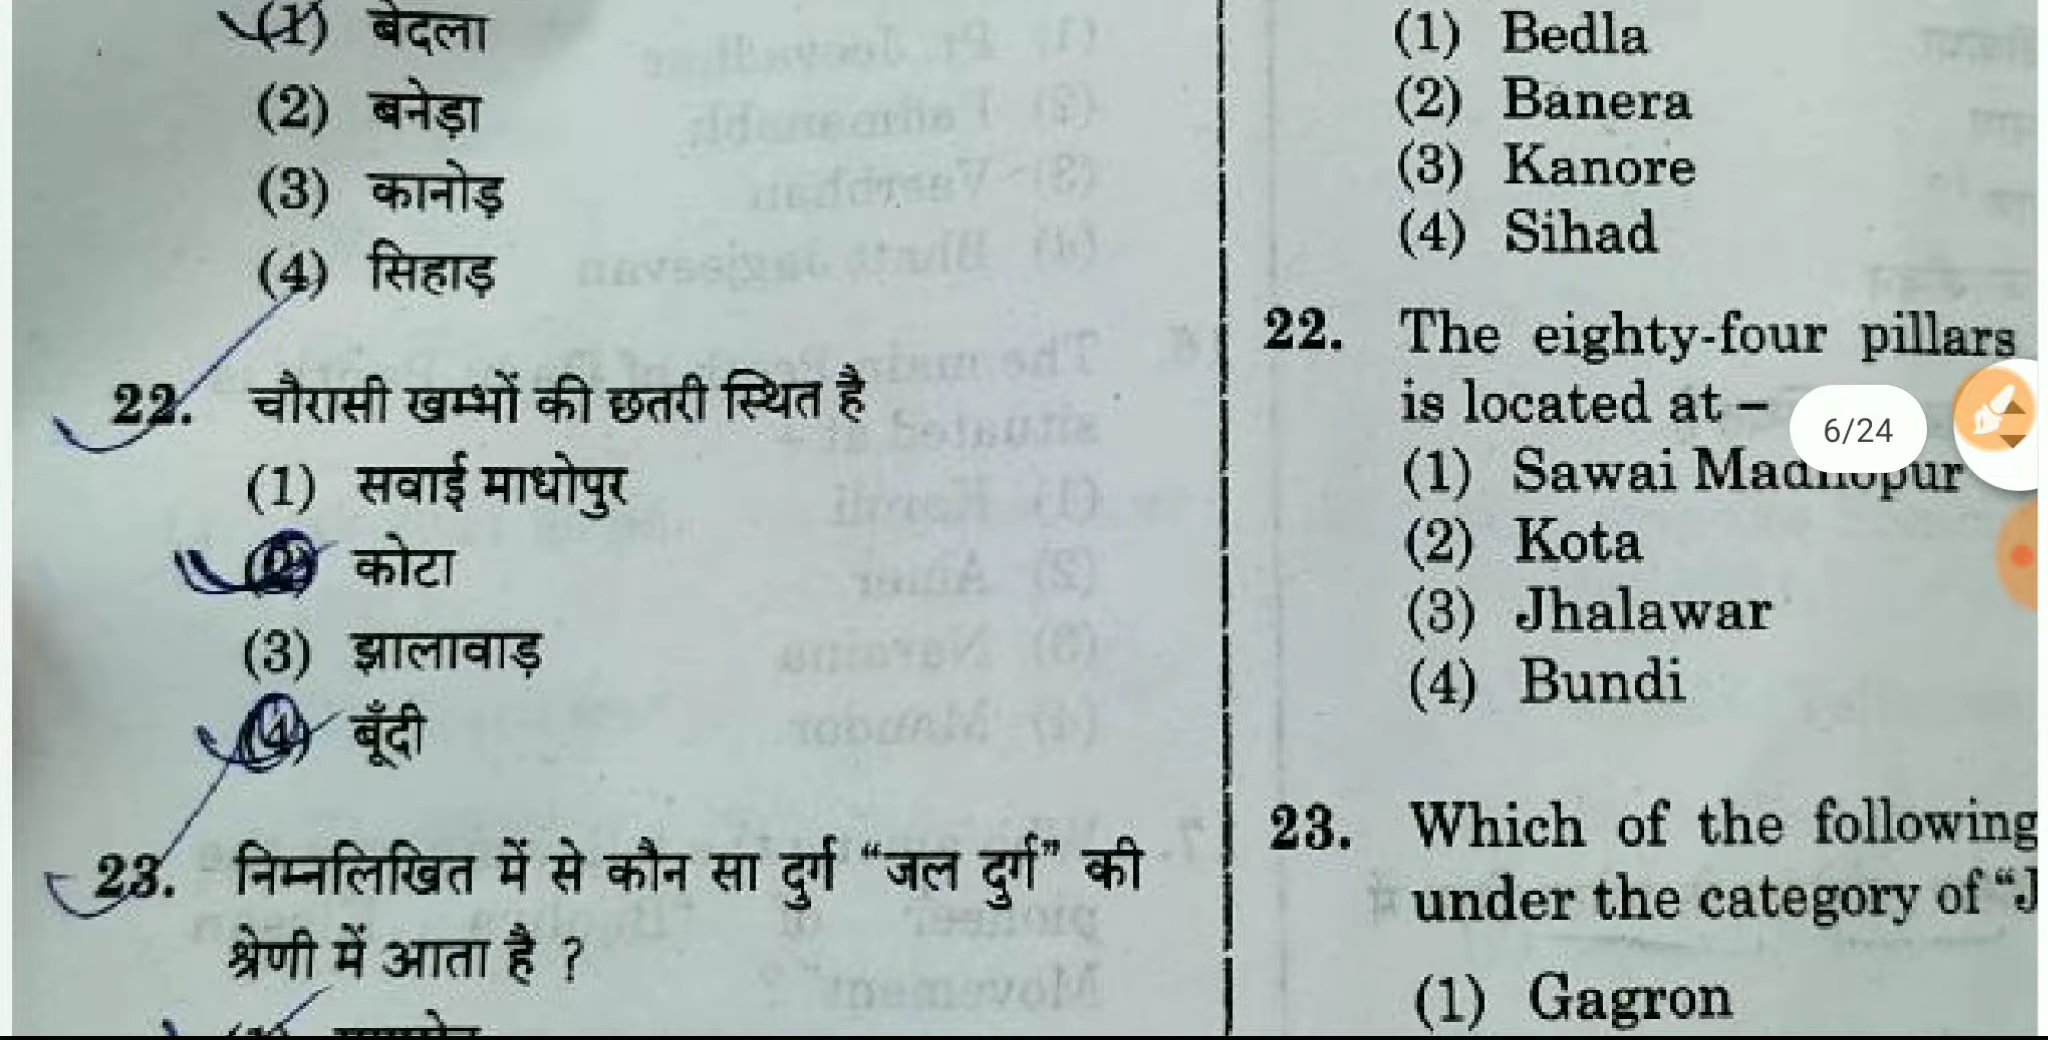 (1) बेदला
(2) बनेड़ा
(3) कानोड़
(4) सिहाड़
22. चौरासी खम्भों की छतरी स्थित है
(1) सवाई माधोपुर
(2) कोटा
(3) झालावाड़
(4) बूँदी
23. निम्नलिखित में से कौन सा दुर्ग “जल दुर्ग” की
श्रेणी में आता है ?
(1) Bedla
(2) Banera
(3) Kanore
(4) Sihad
22. The eighty-four pillars
is located at –
(1) Sawai Madhopur
(2) Kota
(3) Jhalawar
(4) Bundi
23. Which of the following
under the category of “J
(1) Gagron
6/24